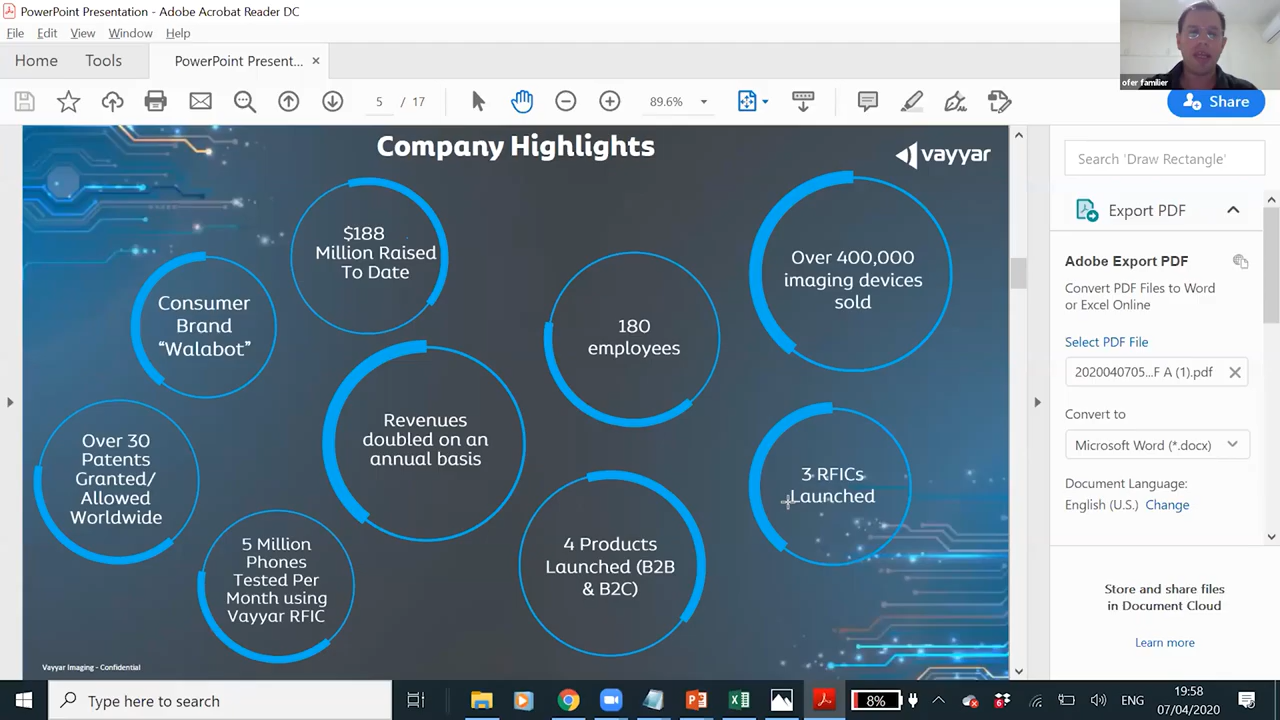 PowerPoint Presentation - Adobe Acrobat Reader DC
File Edit View Window Help
Home Tools PowerPoint Present... ×
5 / 17
89.6%
Share
ofer familier
Company Highlights
vayyar
$188
Million Raised
To Date
Over 400,000
imaging devices
sold
Consumer
Brand
“Walabot”
180
employees
Revenues
doubled on an
annual basis
Over 30
Patents
Granted/
Allowed
Worldwide
3 RFICs
Launched
5 Million
Phones
Tested Per
Month using
Vayyar RFIC
4 Products
Launched (B2B
& B2C)
Vayyar Imaging - Confidential
Search 'Draw Rectangle'
Export PDF
Adobe Export PDF
Convert PDF Files to Word
or Excel Online
Select PDF File
2020040705...F A (1).pdf
Convert to
Microsoft Word (*.docx)
Document Language:
English (U.S.) Change
Store and share files
in Document Cloud
Learn more
Type here to search
8%
ENG
19:58
07/04/2020